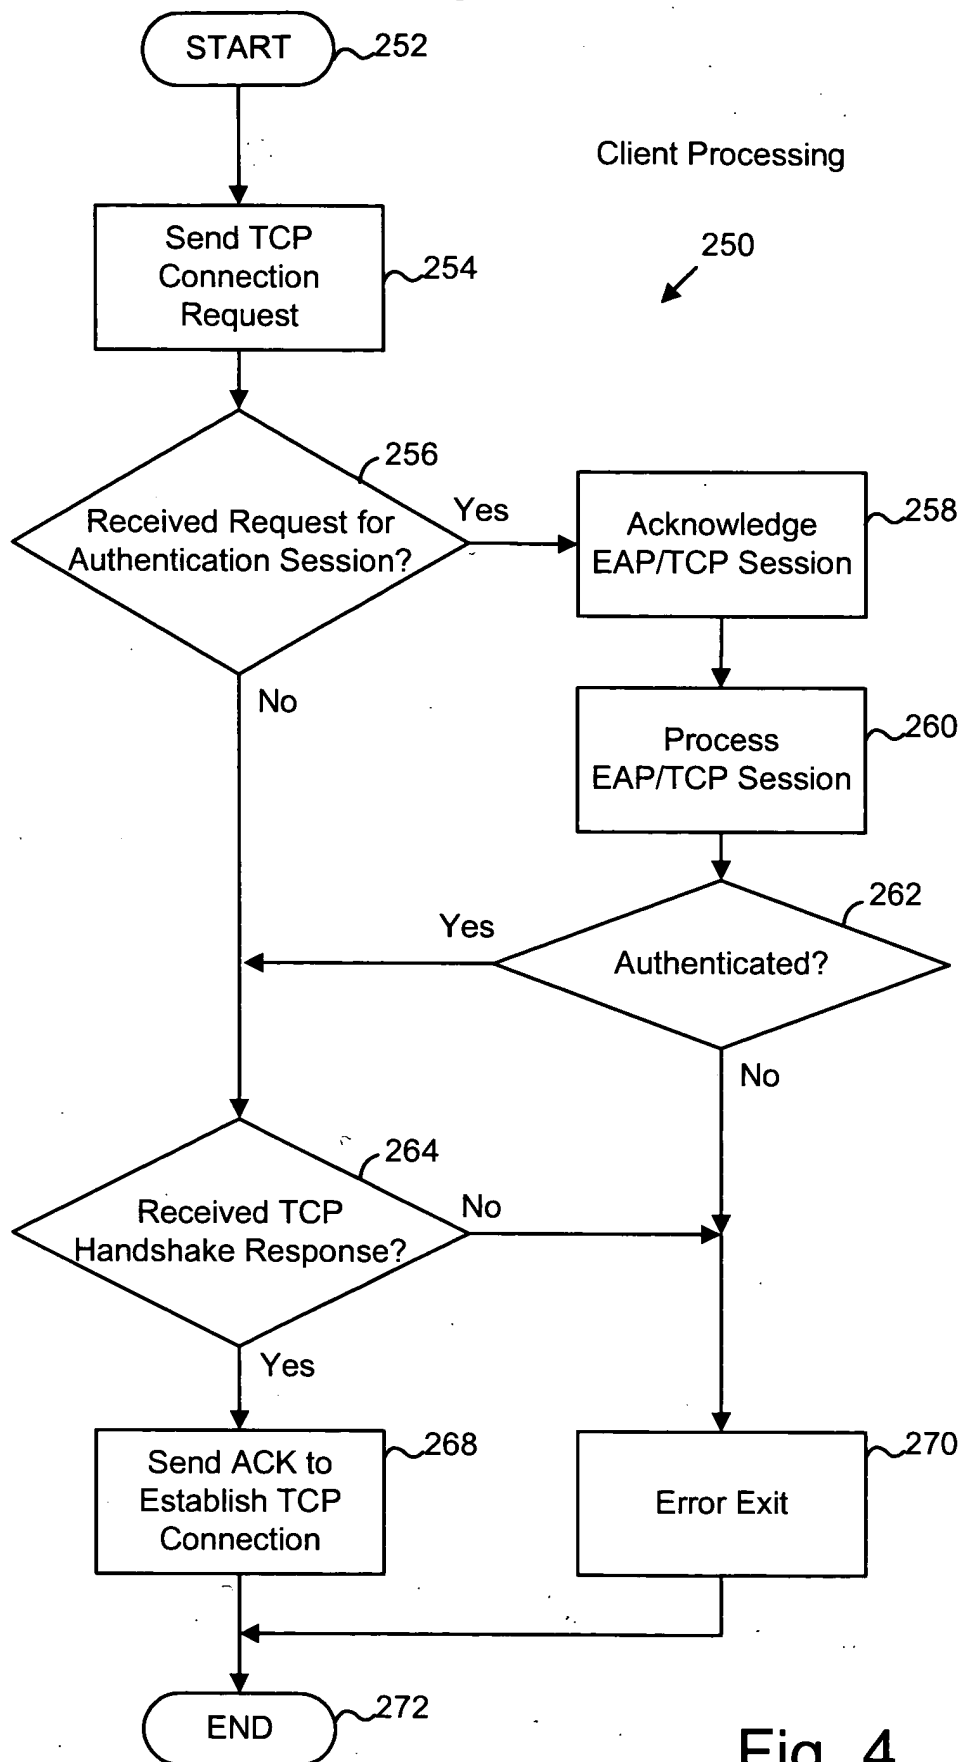 START
252
Client Processing
250
Send TCP
Connection
Request
254
256
Received Request for
Authentication Session?
Yes
No
Acknowledge
EAP/TCP Session
258
Process
EAP/TCP Session
260
262
Authenticated?
Yes
No
264
Received TCP
Handshake Response?
No
Yes
Send ACK to
Establish TCP
Connection
268
Error Exit
270
END
272
Fig. 4